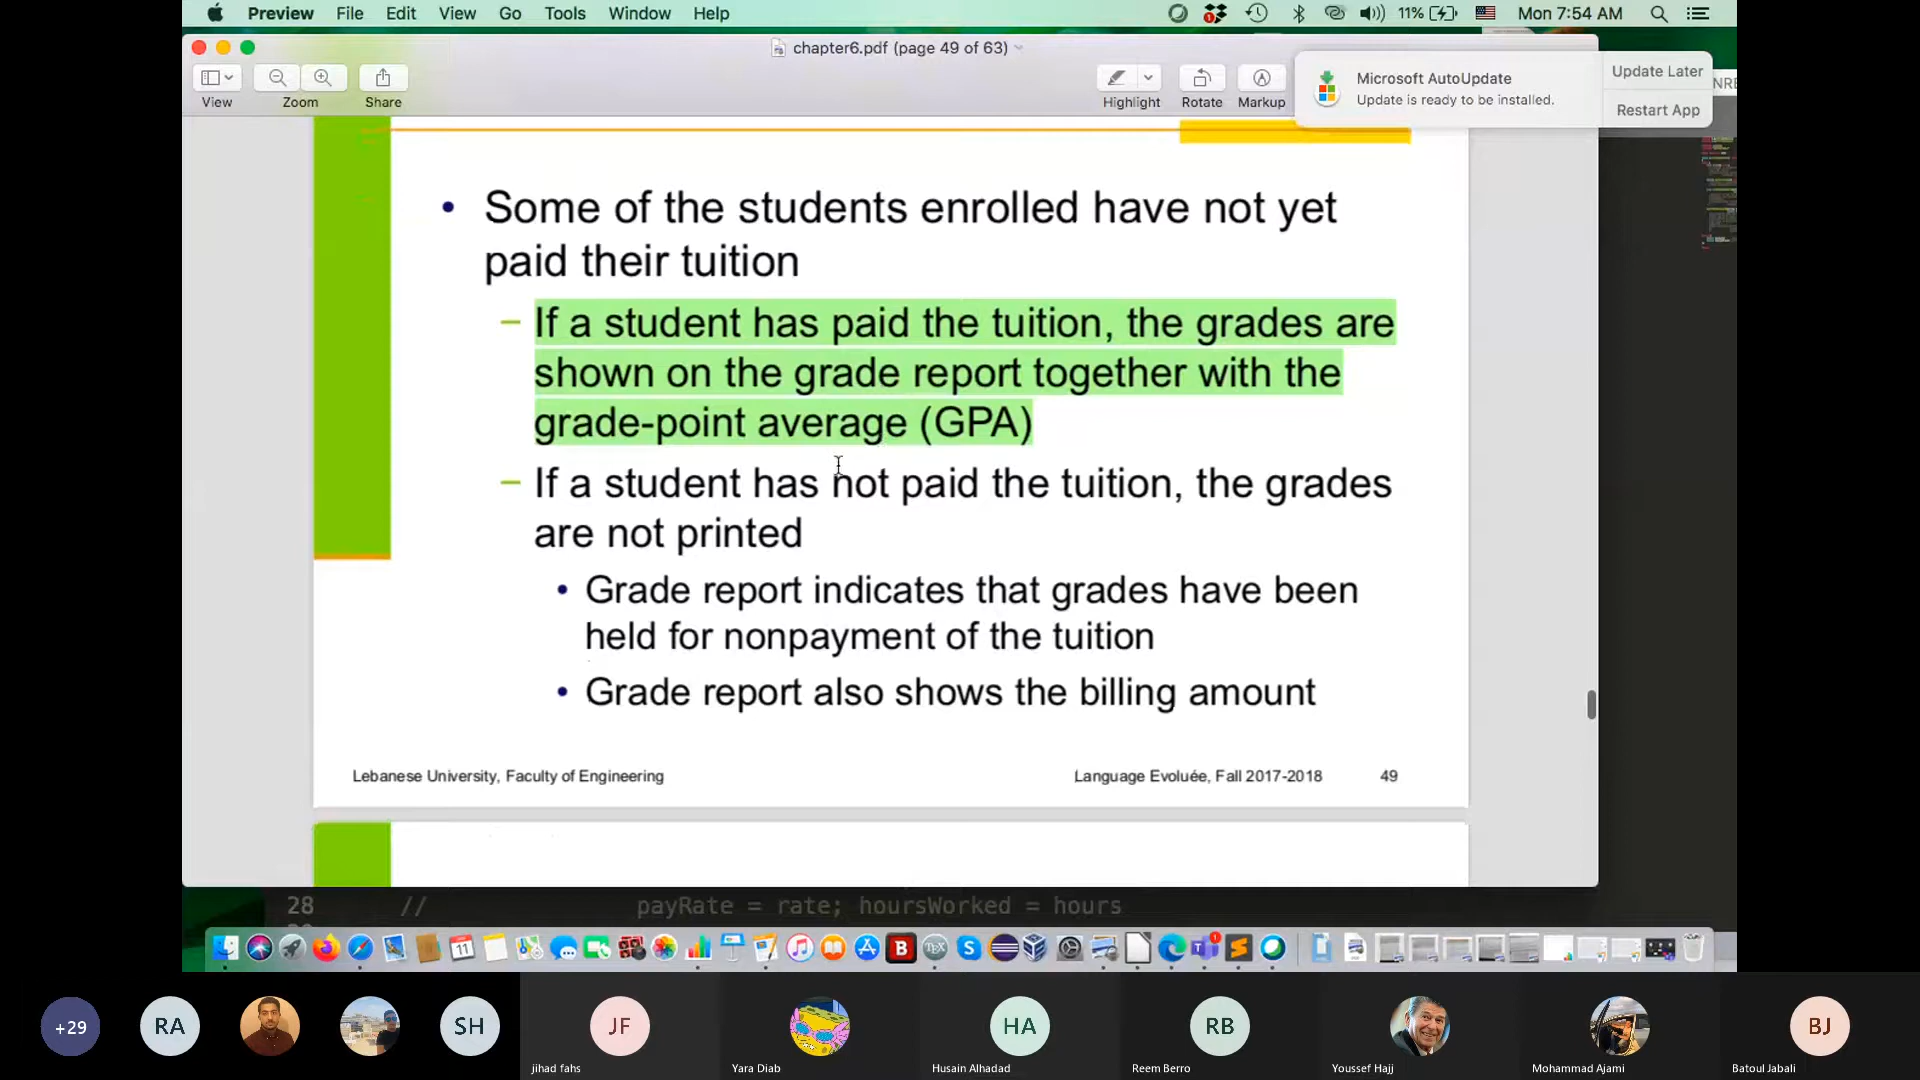 Preview File Edit View Go Tools Window Help 11% Mon 7:54 AM
chapter6.pdf (page 49 of 63)
View Zoom Share Highlight Rotate Markup
Microsoft AutoUpdate
Update is ready to be installed.
Update Later
Restart App
NRE
• Some of the students enrolled have not yet
paid their tuition
– If a student has paid the tuition, the grades are
shown on the grade report together with the
grade-point average (GPA)
– If a student has not paid the tuition, the grades
are not printed
• Grade report indicates that grades have been
held for nonpayment of the tuition
• Grade report also shows the billing amount
Lebanese University, Faculty of Engineering Language Evoluée, Fall 2017-2018 49
28 // payRate = rate; hoursWorked = hours
+29 RA SH JF HA RB BJ
jihad fahs Yara Diab Husain Alhadad Reem Berro Youssef Hajj Mohammad Ajami Batoul Jabali